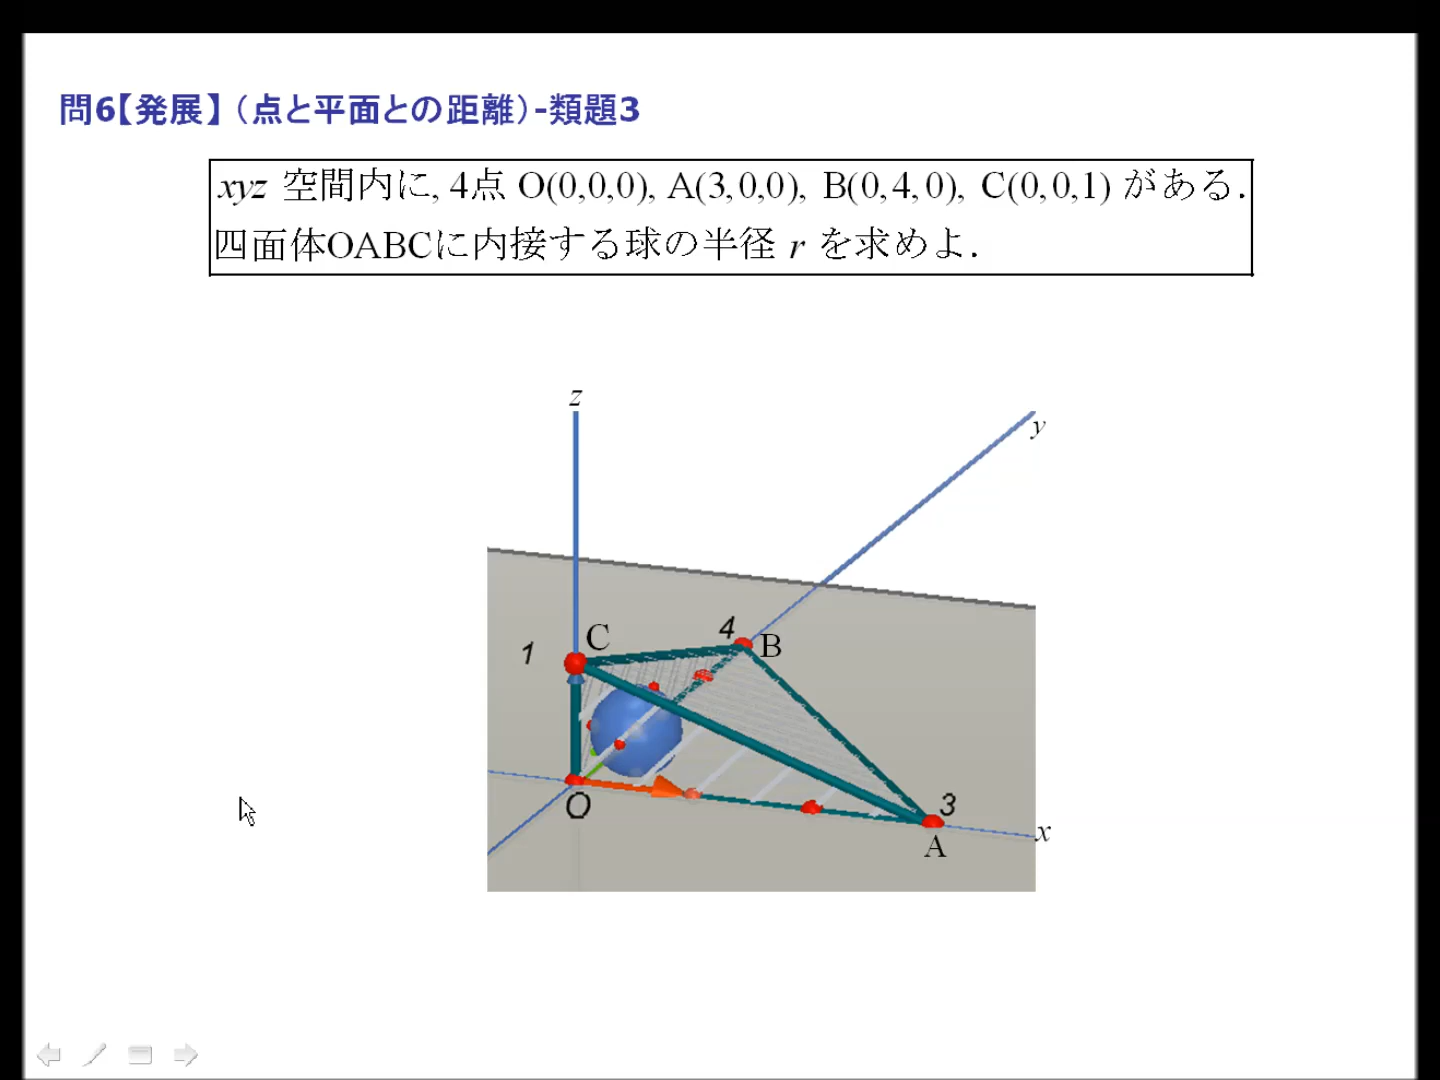 問6【発展】（点と平面との距離）-類題3
xyz 空間内に, 4点 O(0,0,0), A(3,0,0), B(0,4,0), C(0,0,1) がある.
四面体OABCに内接する球の半径 r を求めよ.
z
y
4
C
B
1
3
O
x
A